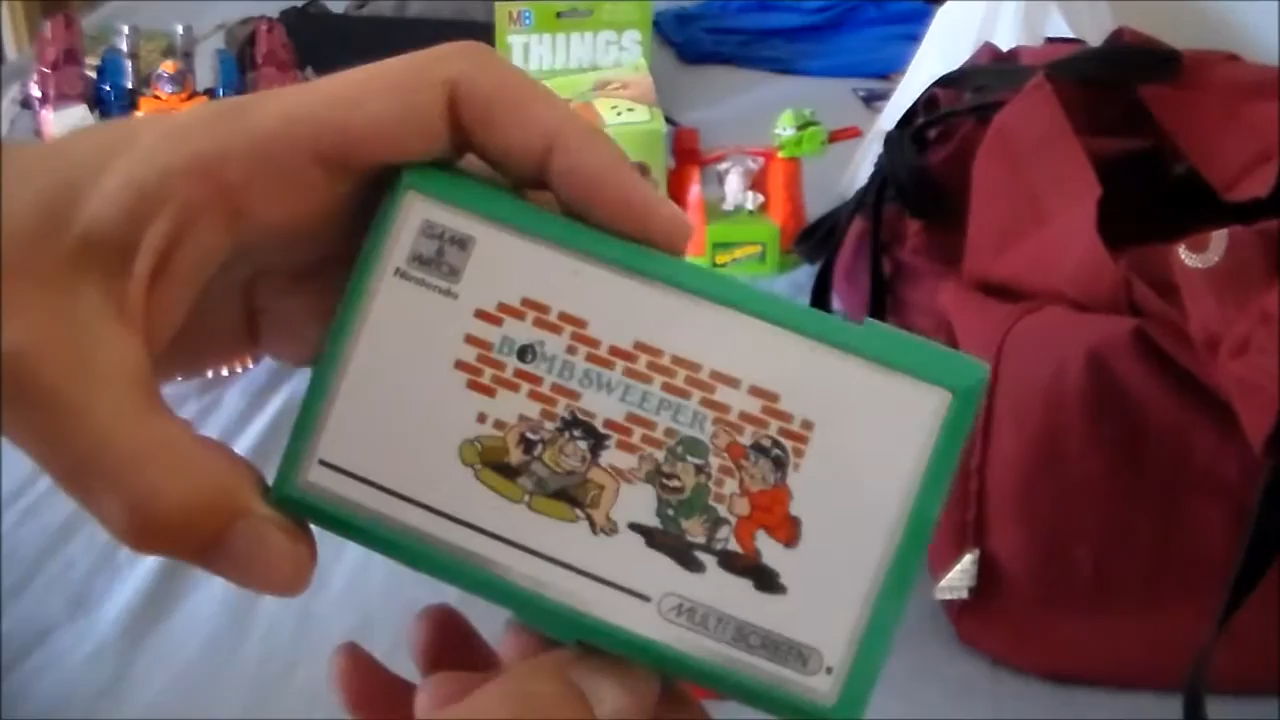 MB
THINGS
GAME
&
WATCH
Nintendo
BOMB SWEEPER
MULTI SCREEN